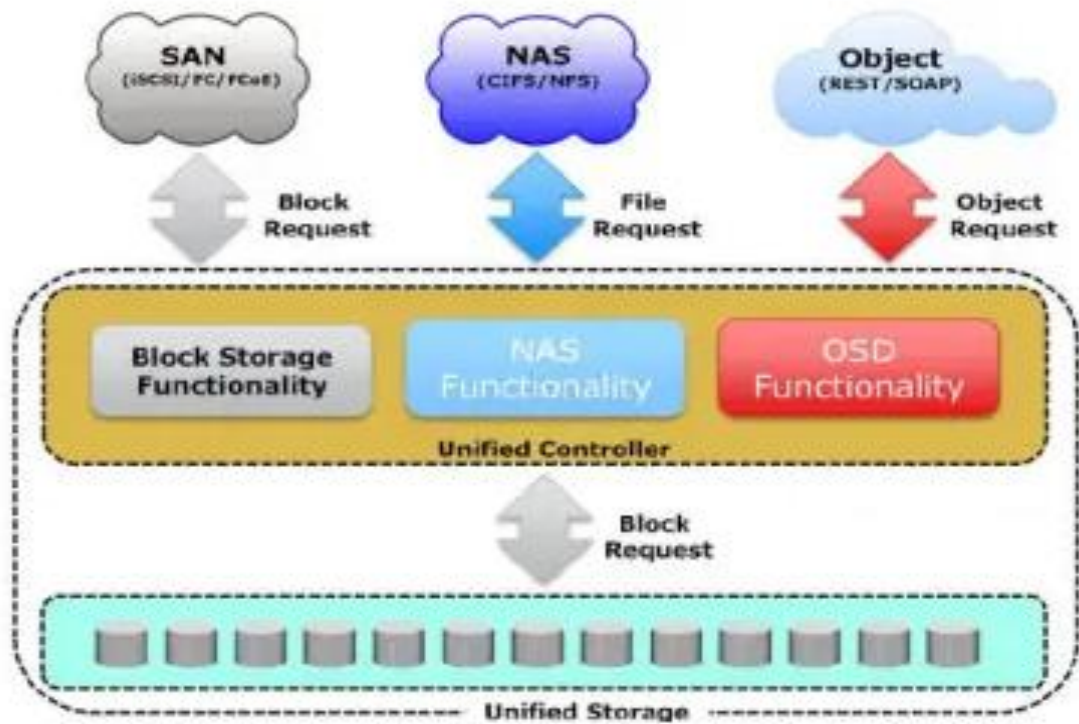 SAN
(iSCSI/FC/FCoE)
NAS
(CIFS/NFS)
Object
(REST/SOAP)
Block
Request
File
Request
Object
Request
Block Storage
Functionality
NAS
Functionality
OSD
Functionality
Unified Controller
Block
Request
Unified Storage